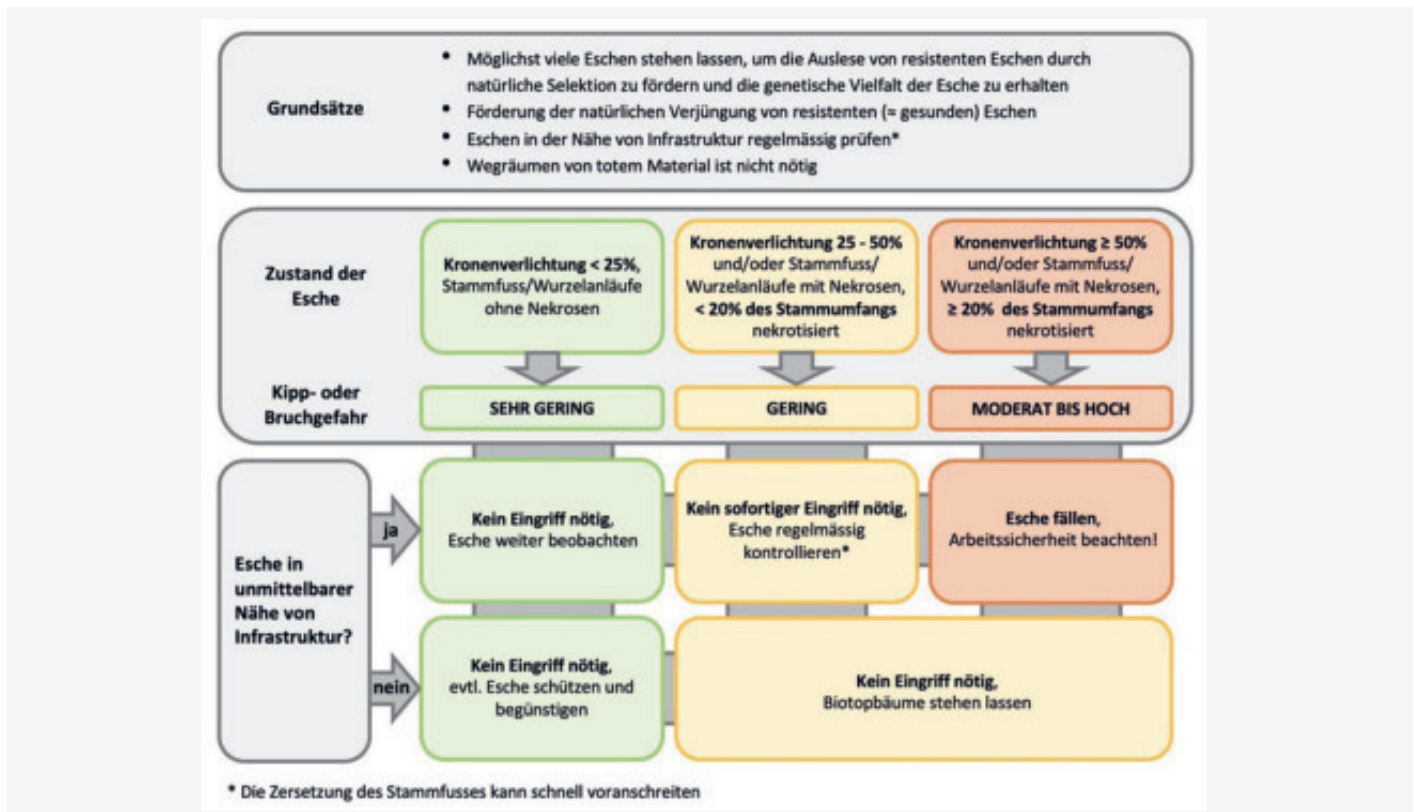 Grundsätze
• Möglichst viele Eschen stehen lassen, um die Auslese von resistenten Eschen durch
natürliche Selektion zu fördern und die genetische Vielfalt der Esche zu erhalten
• Förderung der natürlichen Verjüngung von resistenten (= gesunden) Eschen
• Eschen in der Nähe von Infrastruktur regelmässig prüfen*
• Wegräumen von totem Material ist nicht nötig
Zustand der
Esche
Kronenverlichtung < 25%,
Stammfuss/Wurzelanläufe
ohne Nekrosen
Kronenverlichtung 25 - 50%
und/oder Stammfuss/
Wurzelanläufe mit Nekrosen,
< 20% des Stammumfangs
nekrotisiert
Kronenverlichtung ≥ 50%
und/oder Stammfuss/
Wurzelanläufe mit Nekrosen,
≥ 20% des Stammumfangs
nekrotisiert
Kipp- oder
Bruchgefahr
SEHR GERING
GERING
MODERAT BIS HOCH
Esche in
unmittelbarer
Nähe von
Infrastruktur?
ja
Kein Eingriff nötig,
Esche weiter beobachten
Kein sofortiger Eingriff nötig,
Esche regelmässig
kontrollieren*
Esche fällen,
Arbeitssicherheit beachten!
nein
Kein Eingriff nötig,
evtl. Esche schützen und
begünstigen
Kein Eingriff nötig,
Biotopbäume stehen lassen
* Die Zersetzung des Stammfusses kann schnell voranschreiten